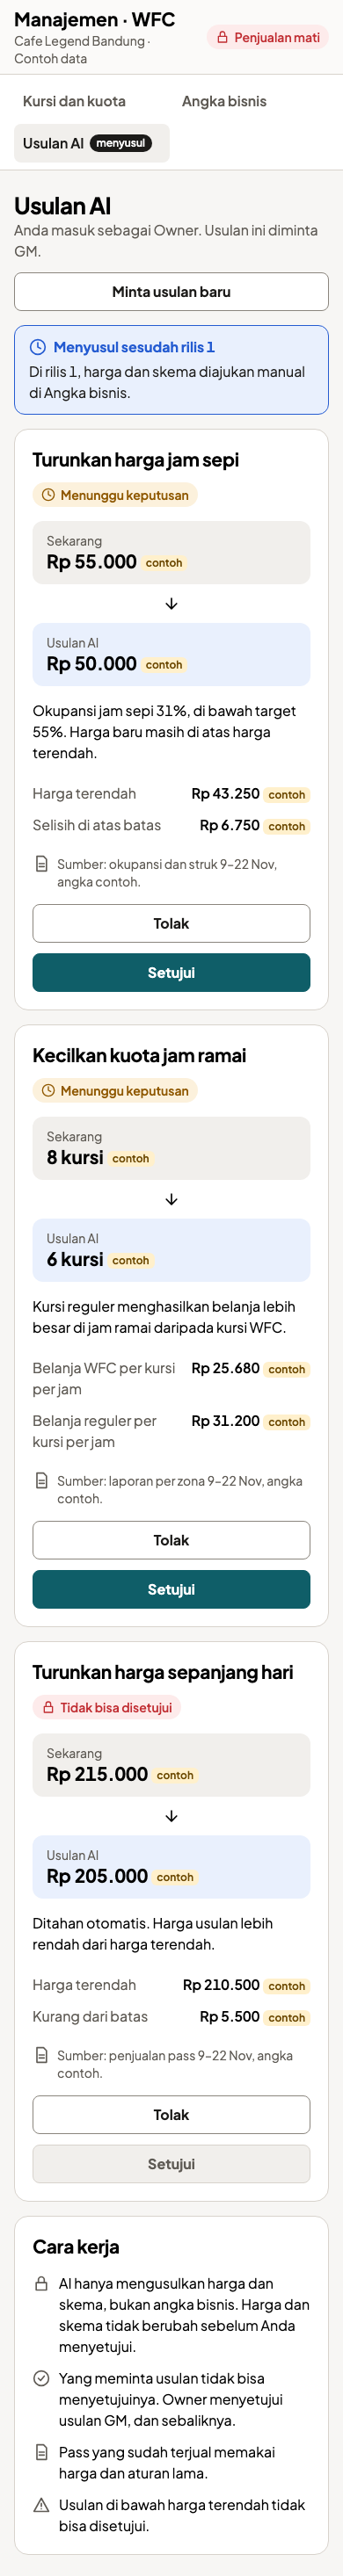 Manajemen · WFC
Cafe Legend Bandung ·
Contoh data
Penjualan mati
Kursi dan kuota
Angka bisnis
Usulan AI menyusul
Usulan AI
Anda masuk sebagai Owner. Usulan ini diminta
GM.
Minta usulan baru
Menyusul sesudah rilis 1
Di rilis 1, harga dan skema diajukan manual
di Angka bisnis.
Turunkan harga jam sepi
Menunggu keputusan
Sekarang
Rp 55.000 contoh
Usulan AI
Rp 50.000 contoh
Okupansi jam sepi 31%, di bawah target
55%. Harga baru masih di atas harga
terendah.
Harga terendah Rp 43.250 contoh
Selisih di atas batas Rp 6.750 contoh
Sumber: okupansi dan struk 9–22 Nov,
angka contoh.
Tolak
Setujui
Kecilkan kuota jam ramai
Menunggu keputusan
Sekarang
8 kursi contoh
Usulan AI
6 kursi contoh
Kursi reguler menghasilkan belanja lebih
besar di jam ramai daripada kursi WFC.
Belanja WFC per kursi Rp 25.680 contoh
per jam
Belanja reguler per Rp 31.200 contoh
kursi per jam
Sumber: laporan per zona 9–22 Nov, angka
contoh.
Tolak
Setujui
Turunkan harga sepanjang hari
Tidak bisa disetujui
Sekarang
Rp 215.000 contoh
Usulan AI
Rp 205.000 contoh
Ditahan otomatis. Harga usulan lebih
rendah dari harga terendah.
Harga terendah Rp 210.500 contoh
Kurang dari batas Rp 5.500 contoh
Sumber: penjualan pass 9–22 Nov, angka
contoh.
Tolak
Setujui
Cara kerja
AI hanya mengusulkan harga dan
skema, bukan angka bisnis. Harga dan
skema tidak berubah sebelum Anda
menyetujui.
Yang meminta usulan tidak bisa
menyetujuinya. Owner menyetujui
usulan GM, dan sebaliknya.
Pass yang sudah terjual memakai
harga dan aturan lama.
Usulan di bawah harga terendah tidak
bisa disetujui.